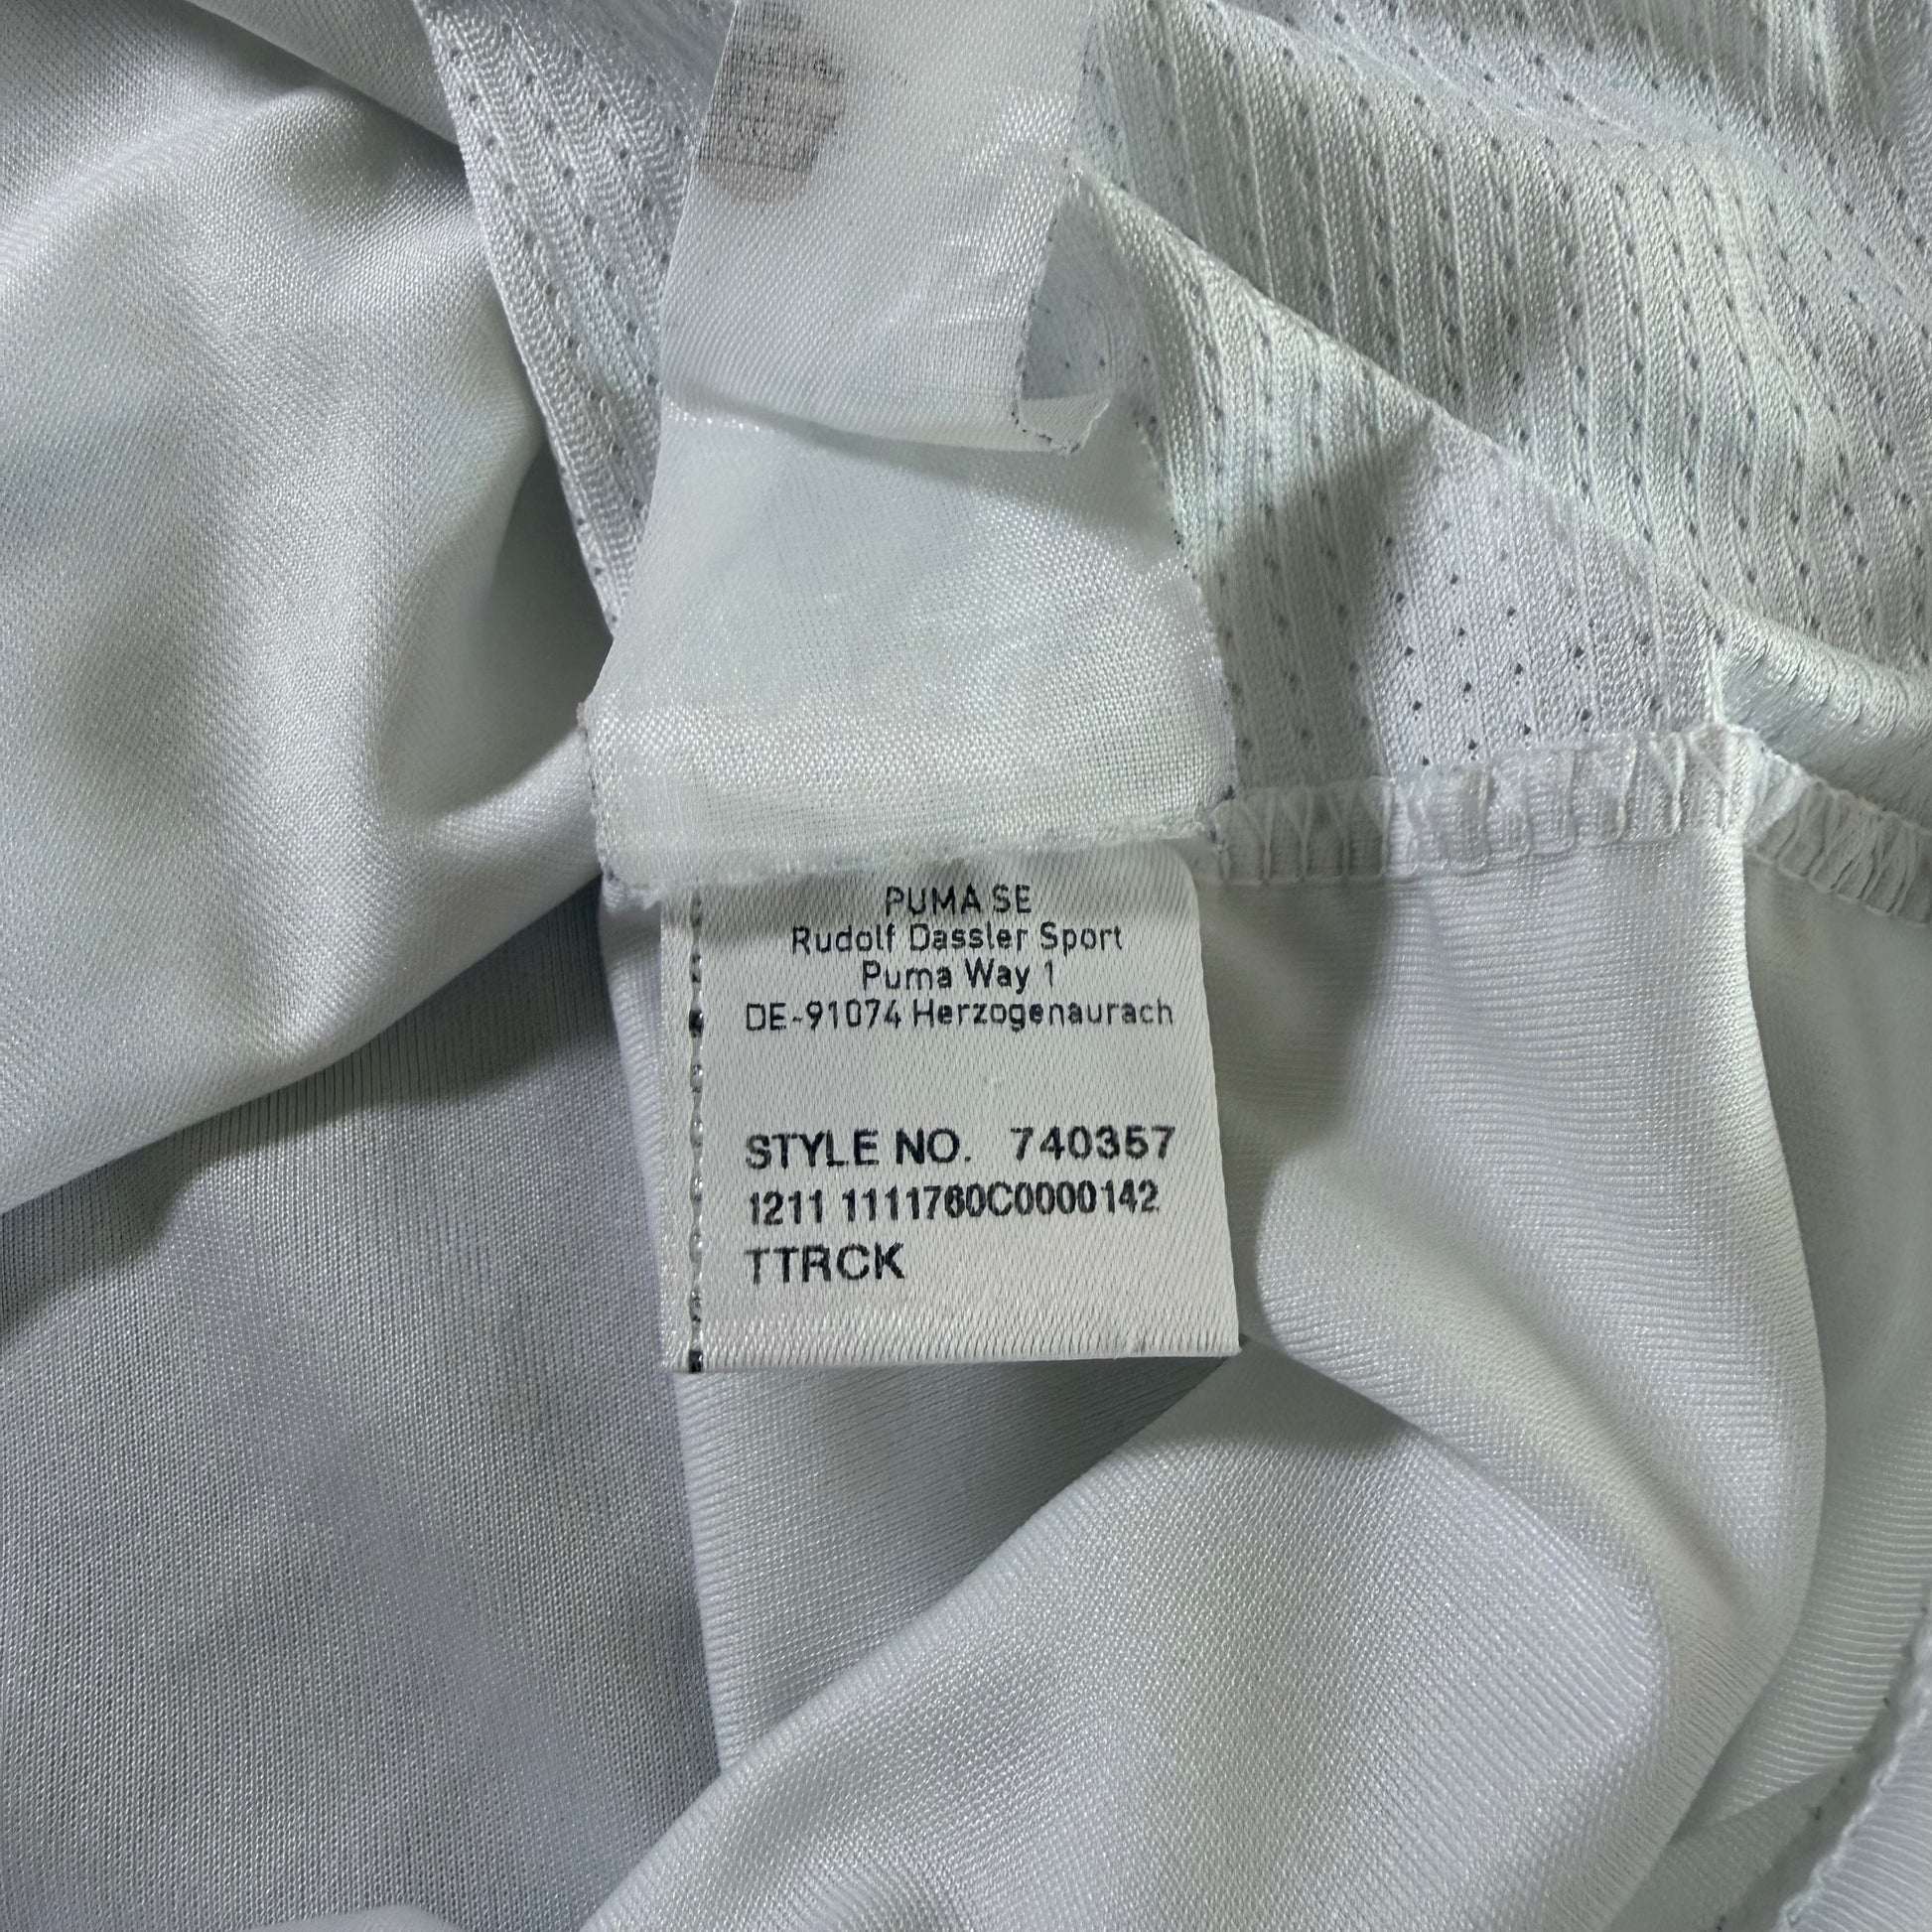 PUMA SE
Rudolf Dassler Sport
Puma Way 1
DE-91074 Herzogenaurach
STYLE NO. 740357
1211 1111760C0000142
TTRCK